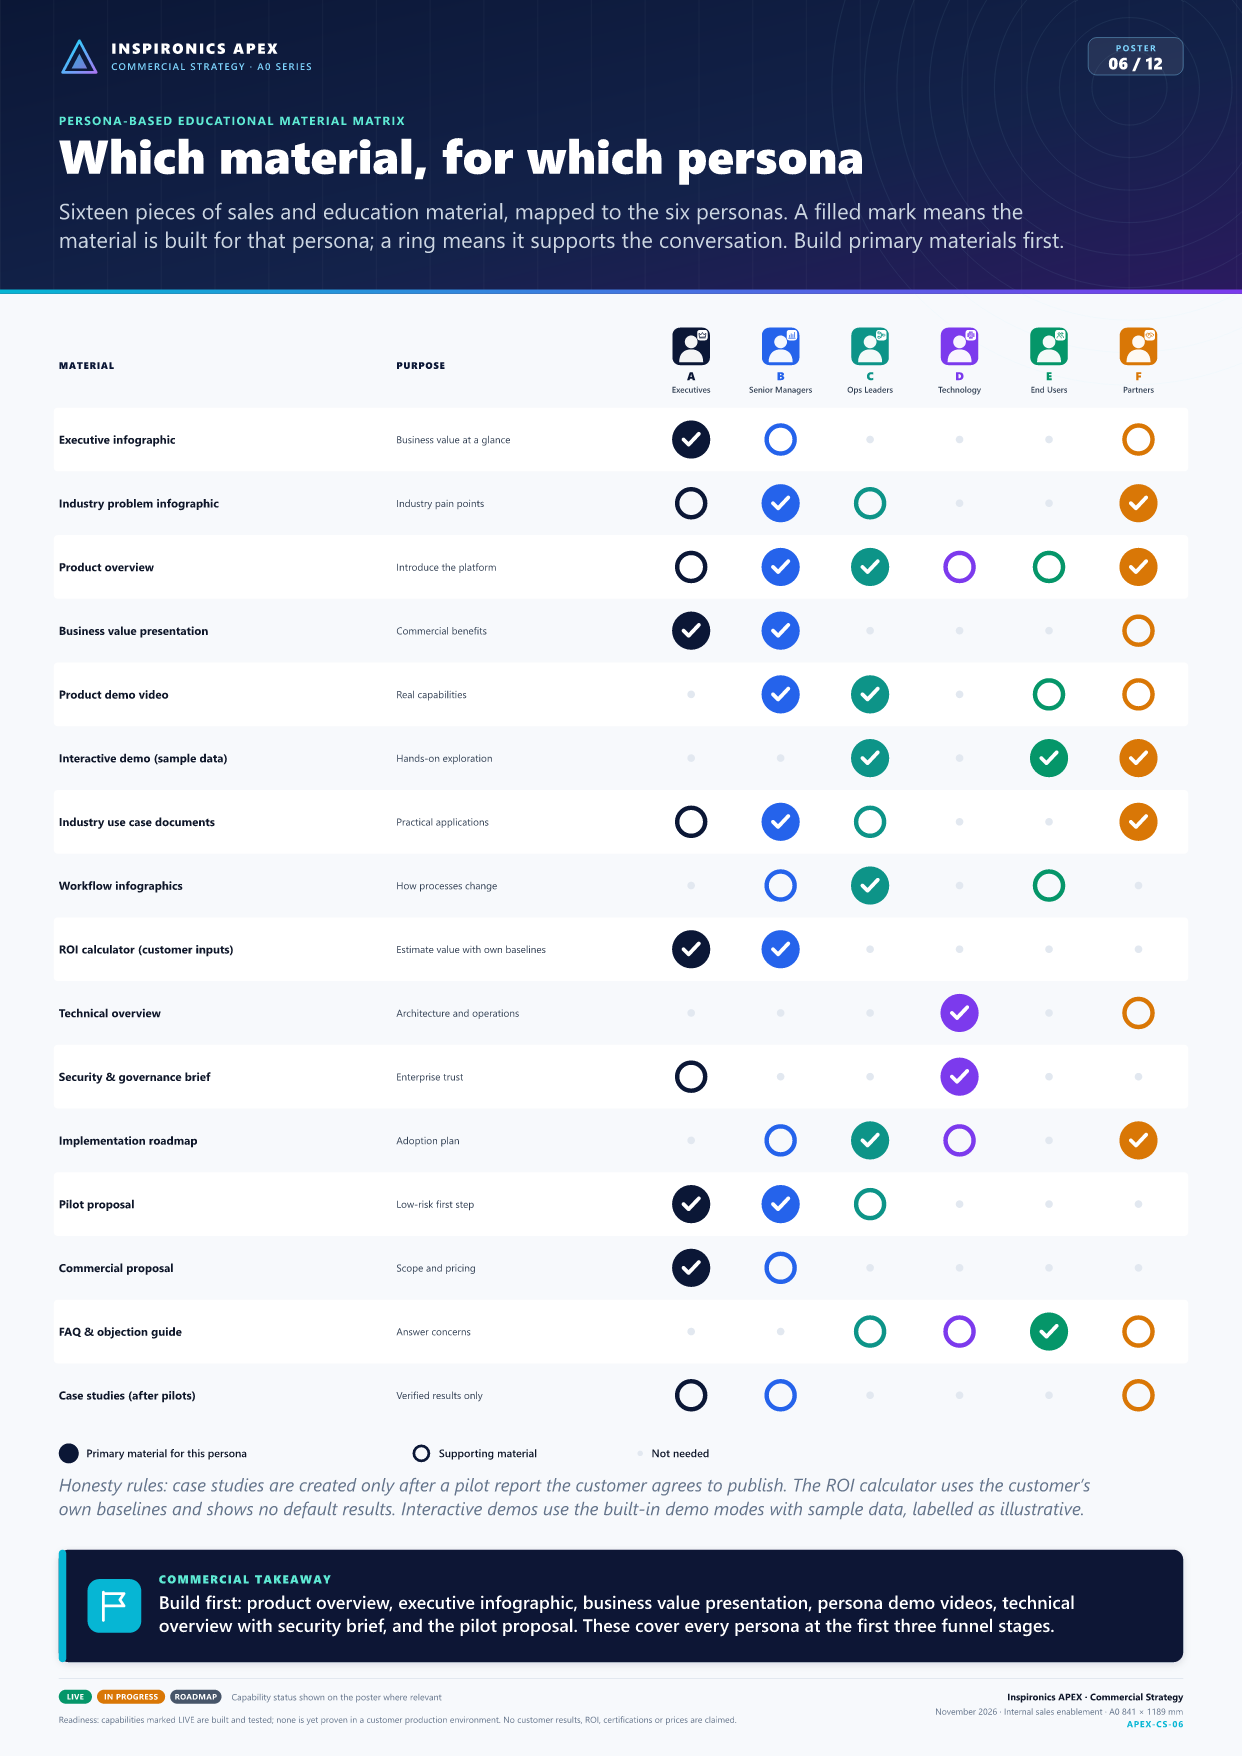 INSPIRONICS APEX
COMMERCIAL STRATEGY · A0 SERIES
POSTER
06 / 12
PERSONA-BASED EDUCATIONAL MATERIAL MATRIX
Which material, for which persona
Sixteen pieces of sales and education material, mapped to the six personas. A filled mark means the
material is built for that persona; a ring means it supports the conversation. Build primary materials first.
MATERIAL PURPOSE
A B C D E F
Executives Senior Managers Ops Leaders Technology End Users Partners
Executive infographic Business value at a glance
Industry problem infographic Industry pain points
Product overview Introduce the platform
Business value presentation Commercial benefits
Product demo video Real capabilities
Interactive demo (sample data) Hands-on exploration
Industry use case documents Practical applications
Workflow infographics How processes change
ROI calculator (customer inputs) Estimate value with own baselines
Technical overview Architecture and operations
Security & governance brief Enterprise trust
Implementation roadmap Adoption plan
Pilot proposal Low-risk first step
Commercial proposal Scope and pricing
FAQ & objection guide Answer concerns
Case studies (after pilots) Verified results only
Primary material for this persona Supporting material Not needed
Honesty rules: case studies are created only after a pilot report the customer agrees to publish. The ROI calculator uses the customer's
own baselines and shows no default results. Interactive demos use the built-in demo modes with sample data, labelled as illustrative.
COMMERCIAL TAKEAWAY
Build first: product overview, executive infographic, business value presentation, persona demo videos, technical
overview with security brief, and the pilot proposal. These cover every persona at the first three funnel stages.
LIVE IN PROGRESS ROADMAP Capability status shown on the poster where relevant
Readiness: capabilities marked LIVE are built and tested; none is yet proven in a customer production environment. No customer results, ROI, certifications or prices are claimed.
Inspironics APEX · Commercial Strategy
November 2026 · Internal sales enablement · A0 841 × 1189 mm
APEX-CS-06